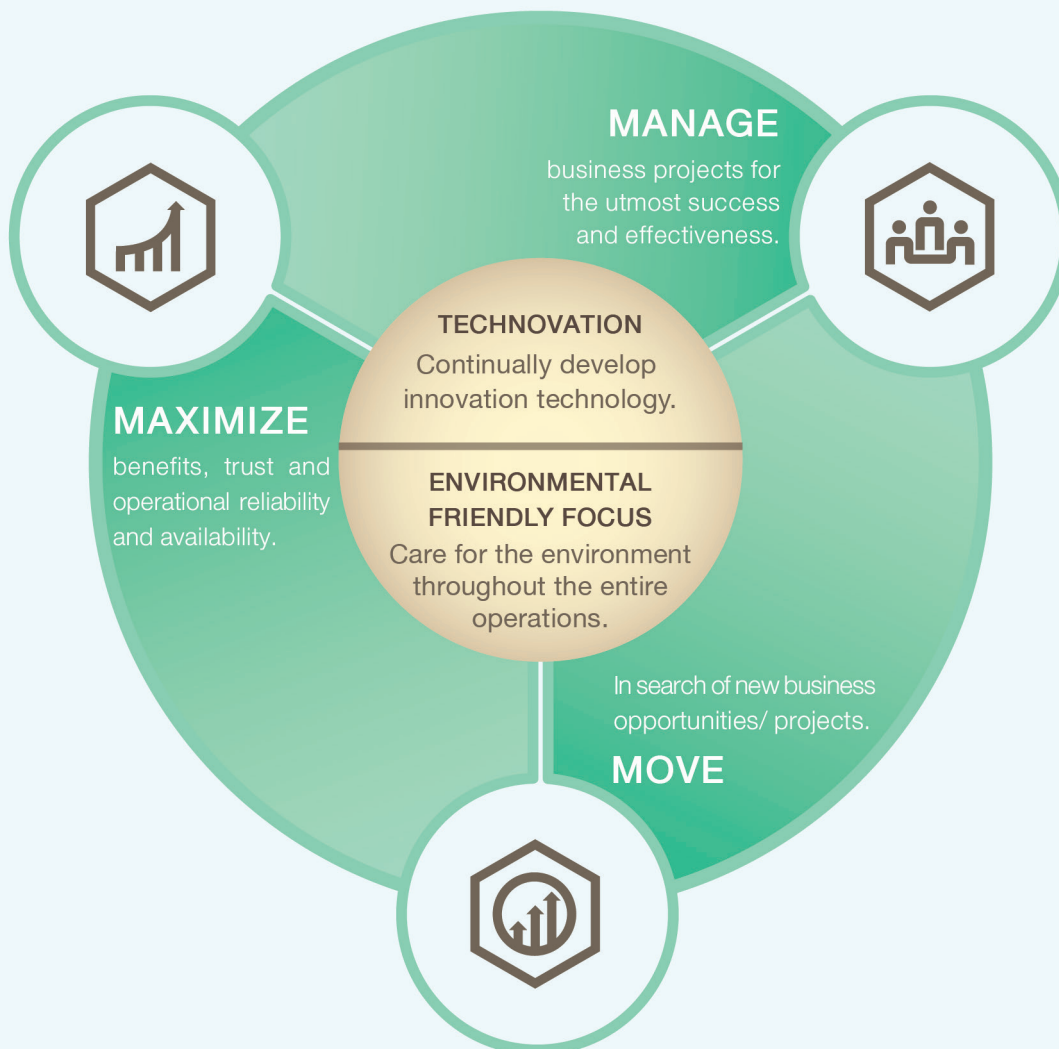 MANAGE
business projects for
the utmost success
and effectiveness.
TECHNOVATION
Continually develop
innovation technology.
MAXIMIZE
benefits, trust and
operational reliability
and availability.
ENVIRONMENTAL
FRIENDLY FOCUS
Care for the environment
throughout the entire
operations.
In search of new business
opportunities/ projects.
MOVE